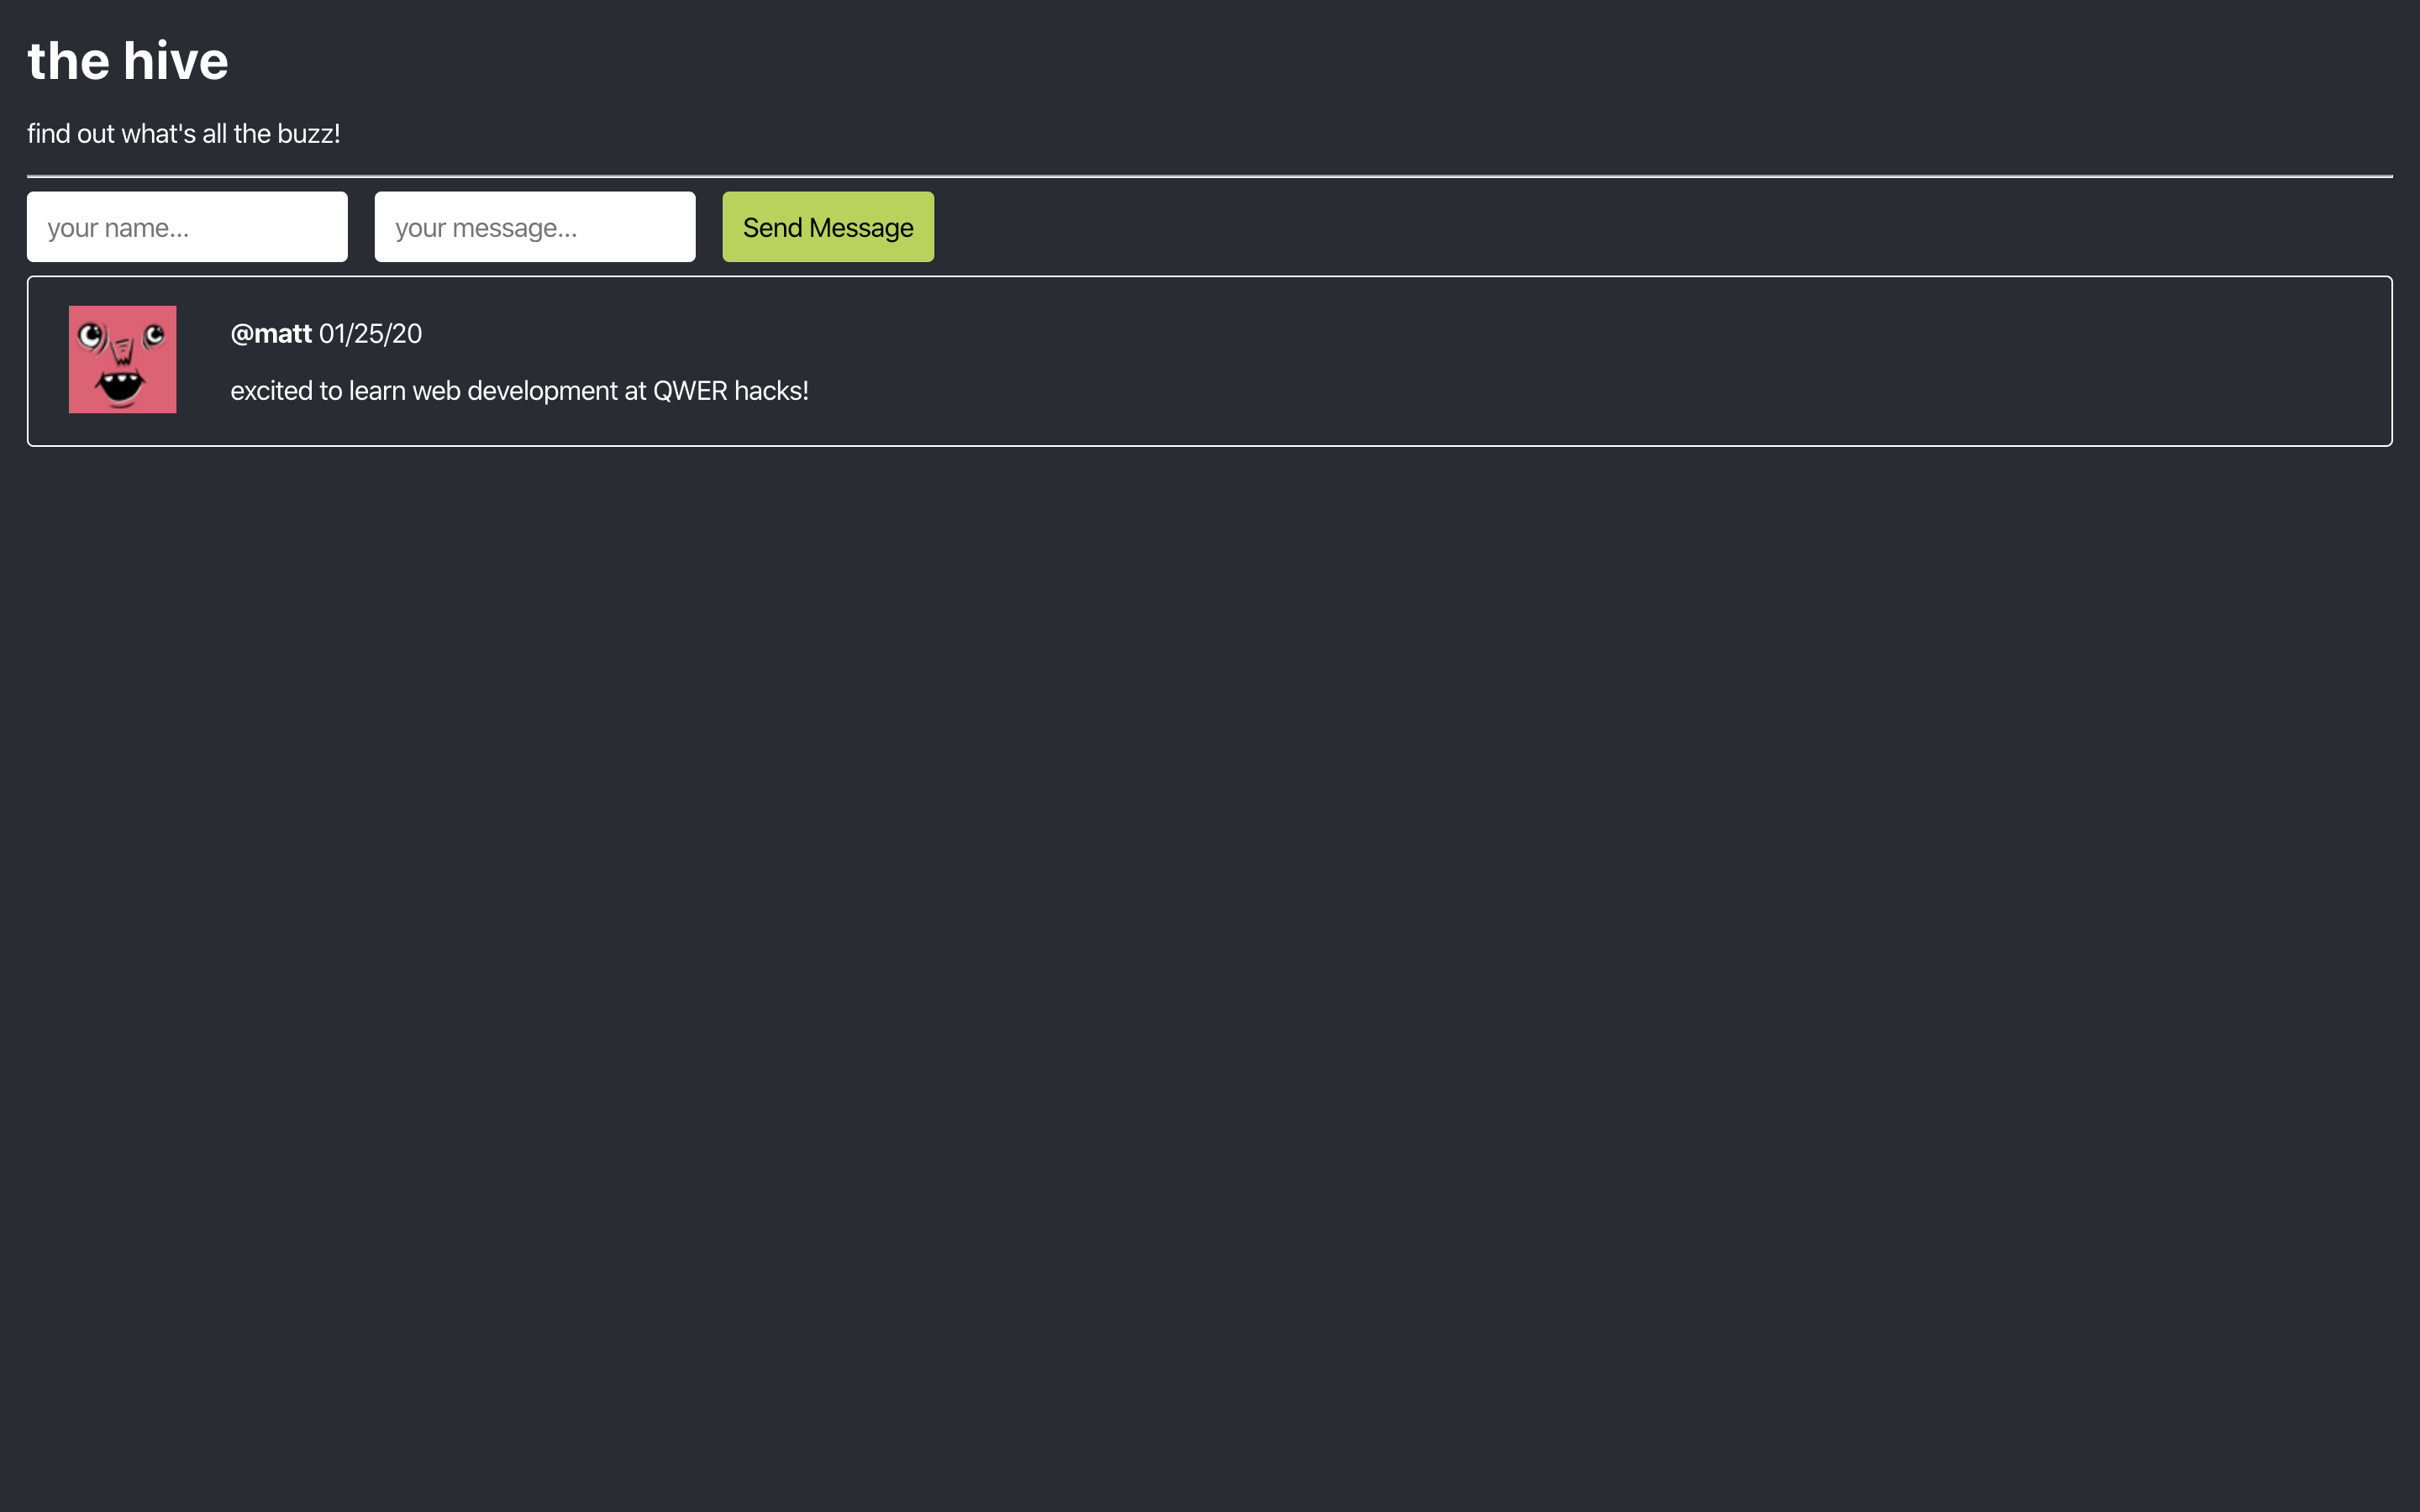 the hive
find out what's all the buzz!
your name...
your message...
Send Message
@matt 01/25/20
excited to learn web development at QWER hacks!